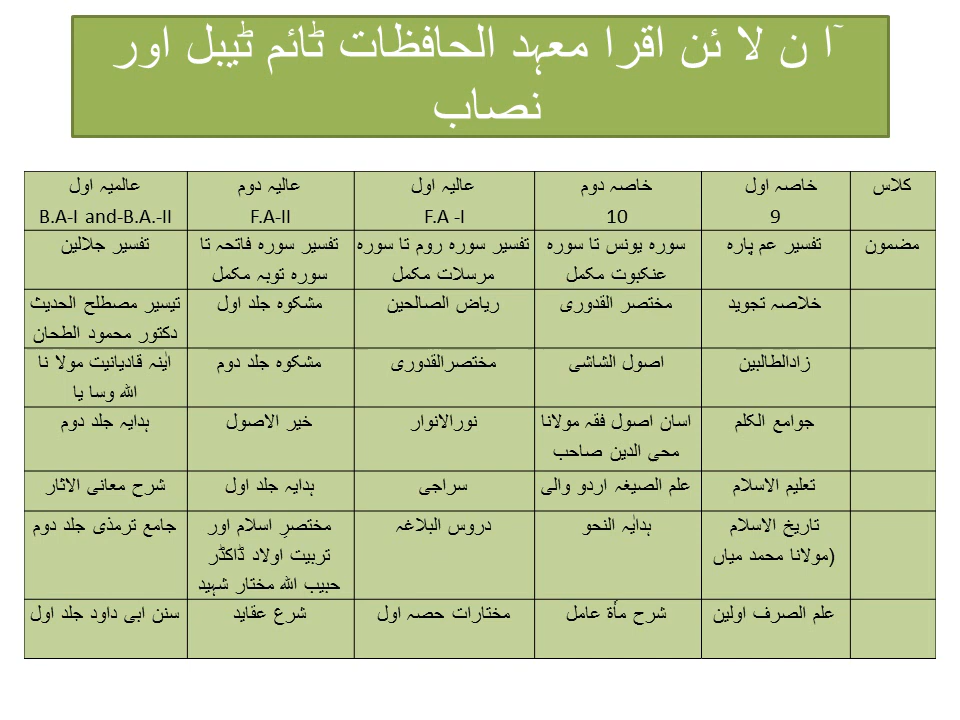 آ ن لا ئن اقرا معہد الحافظات ٹائم ٹیبل اور
نصاب
کلاس
خاصہ اول
9
خاصہ دوم
10
عالیہ اول
F.A -I
عالیہ دوم
F.A-II
عالمیہ اول
B.A-I and-B.A.-II
مضمون
تفسیر عم پارہ
سورہ یونس تا سورہ
عنکبوت مکمل
تفسیر سورہ روم تا سورہ
مرسلات مکمل
تفسیر سورہ فاتحہ تا
سورہ توبہ مکمل
تفسیر جلالین
خلاصہ تجوید
مختصر القدوری
ریاض الصالحین
مشکوہ جلد اول
تیسیر مصطلح الحدیث
دکتور محمود الطحان
زادالطالبین
اصول الشاشی
مختصرالقدوری
مشکوہ جلد دوم
ایٰنہ قادیانیت مولا نا
اللہ وسا یا
جوامع الکلم
اسان اصول فقہ مولانا
محی الدین صاحب
نورالانوار
خیر الاصول
ہدایہ جلد دوم
تعلیم الاسلام
علم الصیغہ اردو والی
سراجی
ہدایہ جلد اول
شرح معانی الاثار
تاریخ الاسلام
(مولانا محمد میاں
ہدایٰہ النحو
دروس البلاغہ
مختصرِ اسلام اور
تربیت اولاد ڈاکڈر
حبیب اللہ مختار شہید
جامع ترمذی جلد دوم
علم الصرف اولین
شرح مأة عامل
مختارات حصہ اول
شرع عقاید
سنن ابی داود جلد اول